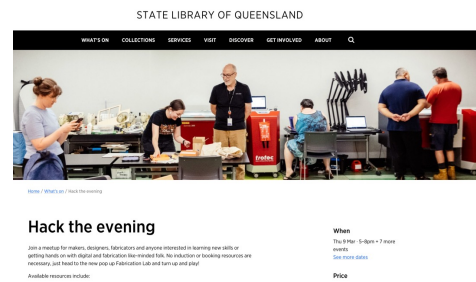 STATE LIBRARY OF QUEENSLAND
WHAT'S ON COLLECTIONS SERVICES VISIT DISCOVER GET INVOLVED ABOUT
trotec
Home / What's on / Hack the evening
Hack the evening
Join a meetup for makers, designers, fabricators and anyone interested in learning new skills or
getting hands on with digital and fabrication like-minded folk. No induction or booking resources are
necessary, just head to the new pop up Fabrication Lab and turn up and play!
Available resources include:
When
Thu 9 Mar · 5-8pm + 7 more
events
See more dates
Price